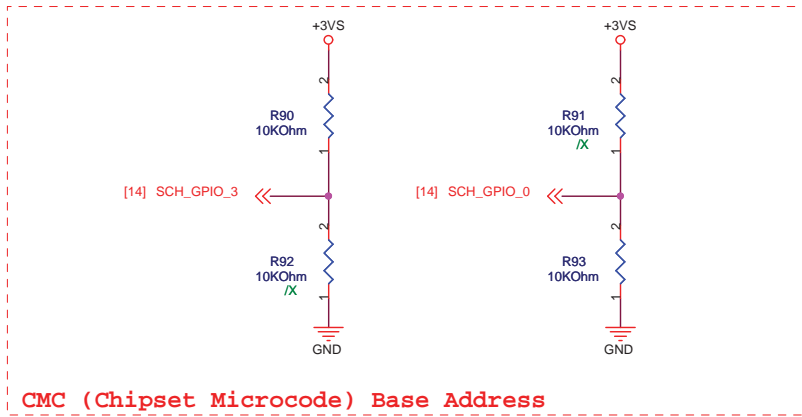 +3VS
+3VS
2
2
R90
10KOhm
R91
10KOhm
/X
1
1
[14] SCH_GPIO_3
[14] SCH_GPIO_0
2
2
R92
10KOhm
/X
R93
10KOhm
1
1
GND
GND
CMC (Chipset Microcode) Base Address